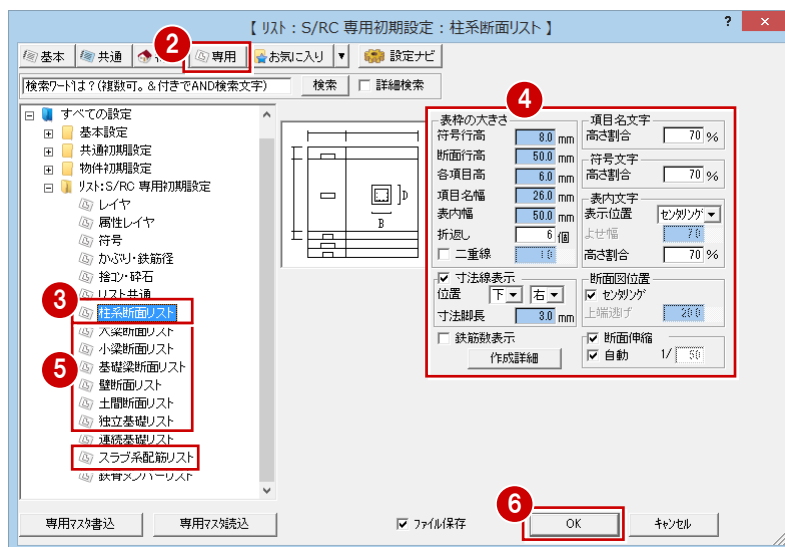 【 ﾘｽﾄ：S/RC 専用初期設定：柱系断面リスト 】 ? ×
基本 共通 2 専用 お気に入り ▼ 設定ナビ
検索ワードは？(複数可。＆付きでAND検索文字) 検索 詳細検索
すべての設定
基本設定
共通初期設定
物件初期設定
ﾘｽﾄ:S/RC 専用初期設定
レイヤ
属性レイヤ
符号
かぶり・鉄筋径
捨コン・砕石
リスト共通
3 柱系断面リスト
大梁断面リスト
小梁断面リスト
5 基礎梁断面リスト
壁断面リスト
土間断面リスト
独立基礎リスト
連続基礎リスト
スラブ系配筋リスト
鉄骨メンバーリスト
D
B
4
表枠の大きさ
符号行高 8.0 mm
断面行高 50.0 mm
各項目高 6.0 mm
項目名幅 26.0 mm
表内幅 50.0 mm
折返し 6 個
二重線 1.0
項目名文字
高さ割合 70 %
符号文字
高さ割合 70 %
表内文字
表示位置 ｾﾝﾀﾘﾝｸﾞ
よせ幅 7.0
高さ割合 70 %
寸法線表示
位置 下 右
寸法脚長 3.0 mm
断面図位置
ｾﾝﾀﾘﾝｸﾞ
上端逃げ 20.0
鉄筋数表示
作成詳細
断面伸縮
自動 1/ 50
専用マスタ書込 専用マスタ読込 ファイル保存 6 OK キャンセル